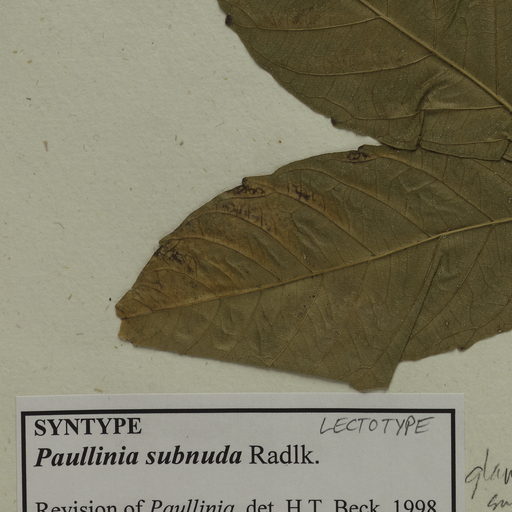 SYNTYPE LECTOTYPE
Paullinia subnuda Radlk.
Revision of Paullinia, det. H.T. Beck, 1998